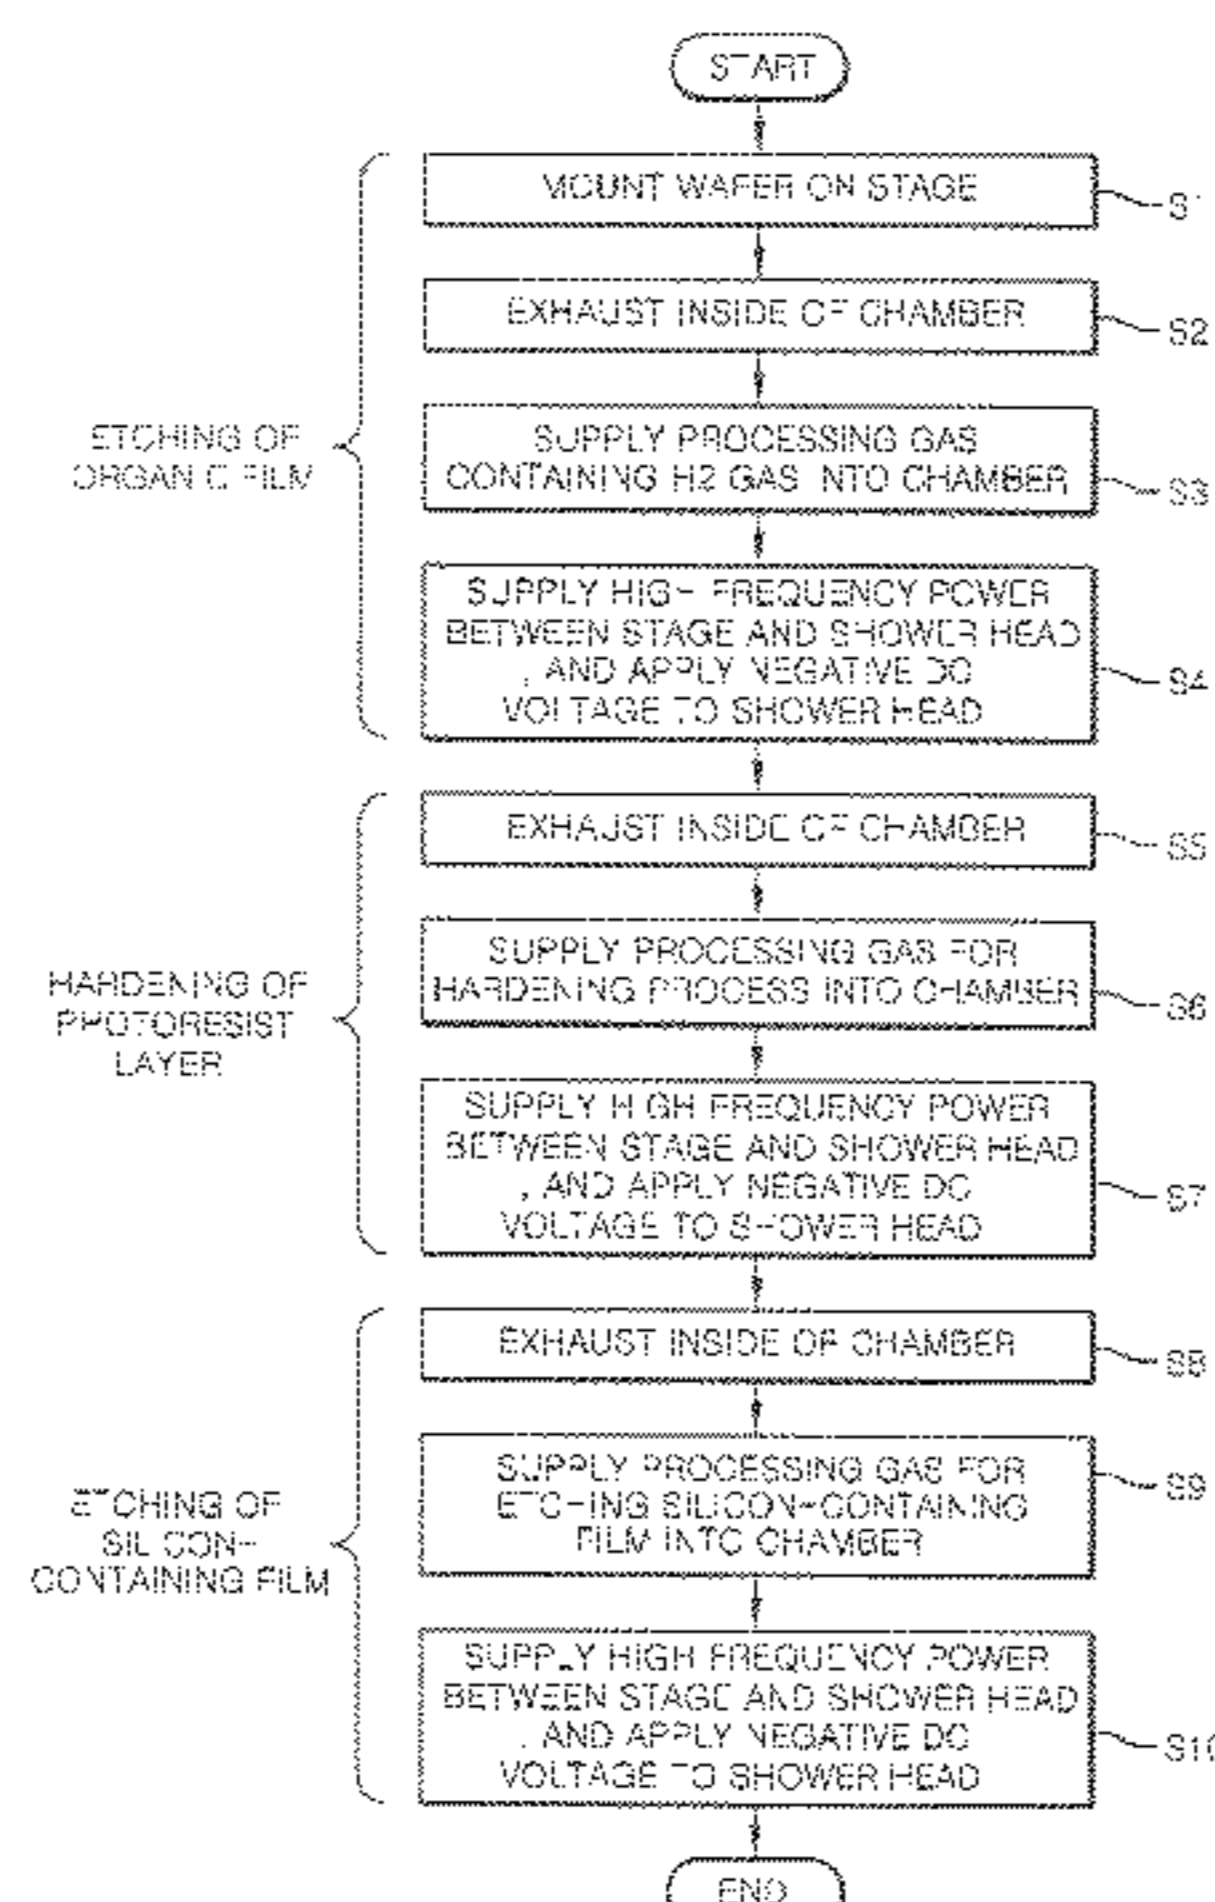 START
MOUNT WAFER ON STAGE
S1
EXHAUST INSIDE OF CHAMBER
S2
ETCHING OF
ORGANIC FILM
SUPPLY PROCESSING GAS
CONTAINING H2 GAS INTO CHAMBER
S3
SUPPLY HIGH FREQUENCY POWER
BETWEEN STAGE AND SHOWER HEAD
, AND APPLY NEGATIVE DC
VOLTAGE TO SHOWER HEAD
S4
EXHAUST INSIDE OF CHAMBER
S5
HARDENING OF
PHOTORESIST
LAYER
SUPPLY PROCESSING GAS FOR
HARDENING PROCESS INTO CHAMBER
S6
SUPPLY HIGH FREQUENCY POWER
BETWEEN STAGE AND SHOWER HEAD
, AND APPLY NEGATIVE DC
VOLTAGE TO SHOWER HEAD
S7
EXHAUST INSIDE OF CHAMBER
S8
ETCHING OF
SILICON-
CONTAINING FILM
SUPPLY PROCESSING GAS FOR
ETCHING SILICON-CONTAINING
FILM INTO CHAMBER
S9
SUPPLY HIGH FREQUENCY POWER
BETWEEN STAGE AND SHOWER HEAD
, AND APPLY NEGATIVE DC
VOLTAGE TO SHOWER HEAD
S10
END